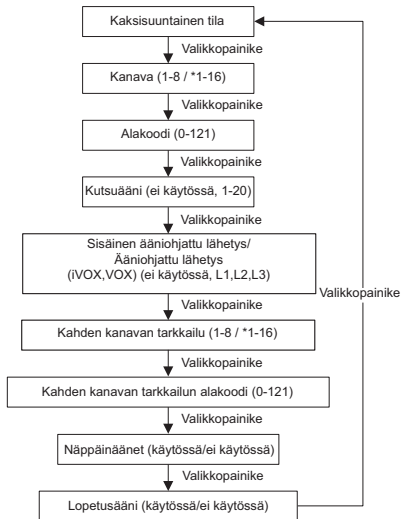 Kaksisuuntainen tila
Valikkopainike
Kanava (1-8 / *1-16)
Valikkopainike
Alakoodi (0-121)
Valikkopainike
Kutsuääni (ei käytössä, 1-20)
Valikkopainike
Sisäinen ääniohjattu lähetys/
Ääniohjattu lähetys
(iVOX,VOX) (ei käytössä, L1,L2,L3)
Valikkopainike
Valikkopainike
Kahden kanavan tarkkailu (1-8 / *1-16)
Valikkopainike
Kahden kanavan tarkkailun alakoodi (0-121)
Valikkopainike
Näppäinäänet (käytössä/ei käytössä)
Valikkopainike
Lopetusääni (käytössä/ei käytössä)